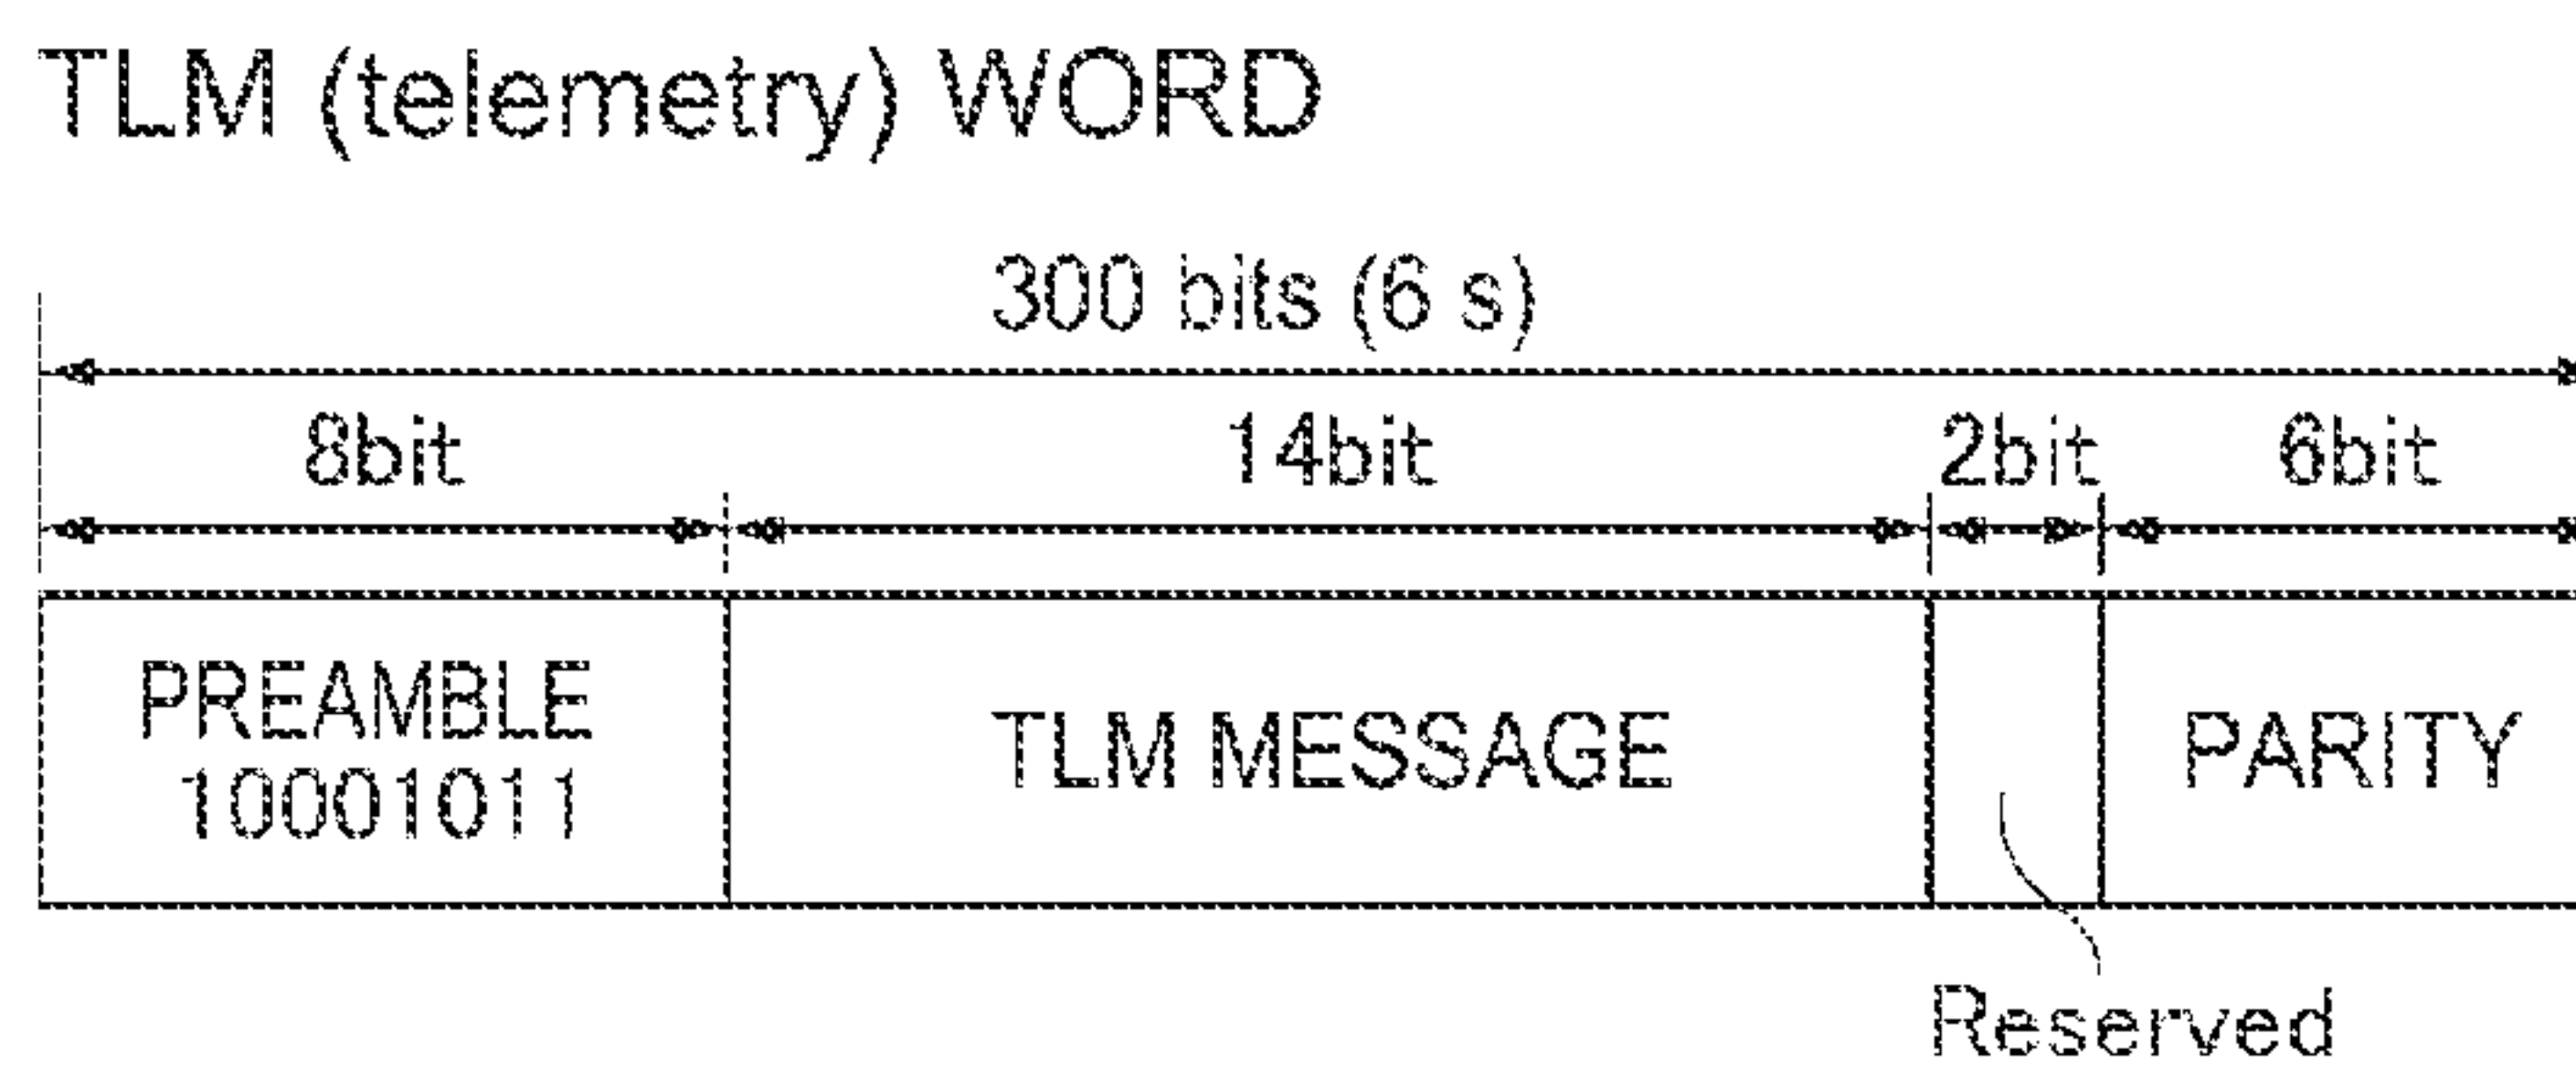 TLM (telemetry) WORD
300 bits (6 s)
8bit 14bit 2bit 6bit
PREAMBLE
10001011
TLM MESSAGE
PARITY
Reserved